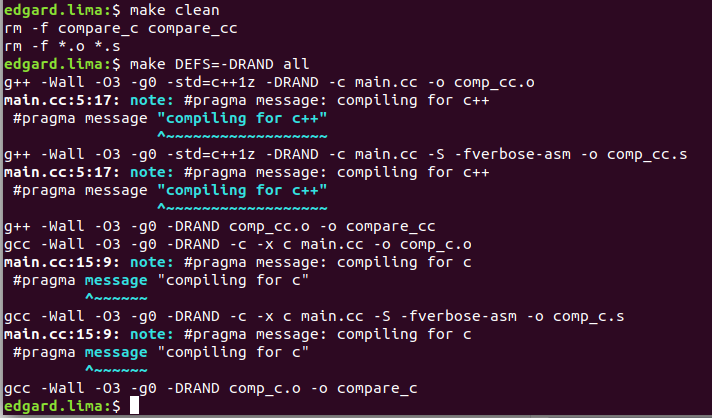 edgard.lima:$ make clean
rm -f compare_c compare_cc
rm -f *.o *.s
edgard.lima:$ make DEFS=-DRAND all
g++ -Wall -O3 -g0 -std=c++1z -DRAND -c main.cc -o comp_cc.o
main.cc:5:17: note: #pragma message: compiling for c++
 #pragma message "compiling for c++"
                 ^~~~~~~~~~~~~~~~~~~
g++ -Wall -O3 -g0 -std=c++1z -DRAND -c main.cc -S -fverbose-asm -o comp_cc.s
main.cc:5:17: note: #pragma message: compiling for c++
 #pragma message "compiling for c++"
                 ^~~~~~~~~~~~~~~~~~~
g++ -Wall -O3 -g0 -DRAND comp_cc.o -o compare_cc
gcc -Wall -O3 -g0 -DRAND -c -x c main.cc -o comp_c.o
main.cc:15:9: note: #pragma message: compiling for c
 #pragma message "compiling for c"
         ^~~~~~~
gcc -Wall -O3 -g0 -DRAND -c -x c main.cc -S -fverbose-asm -o comp_c.s
main.cc:15:9: note: #pragma message: compiling for c
 #pragma message "compiling for c"
         ^~~~~~~
gcc -Wall -O3 -g0 -DRAND comp_c.o -o compare_c
edgard.lima:$